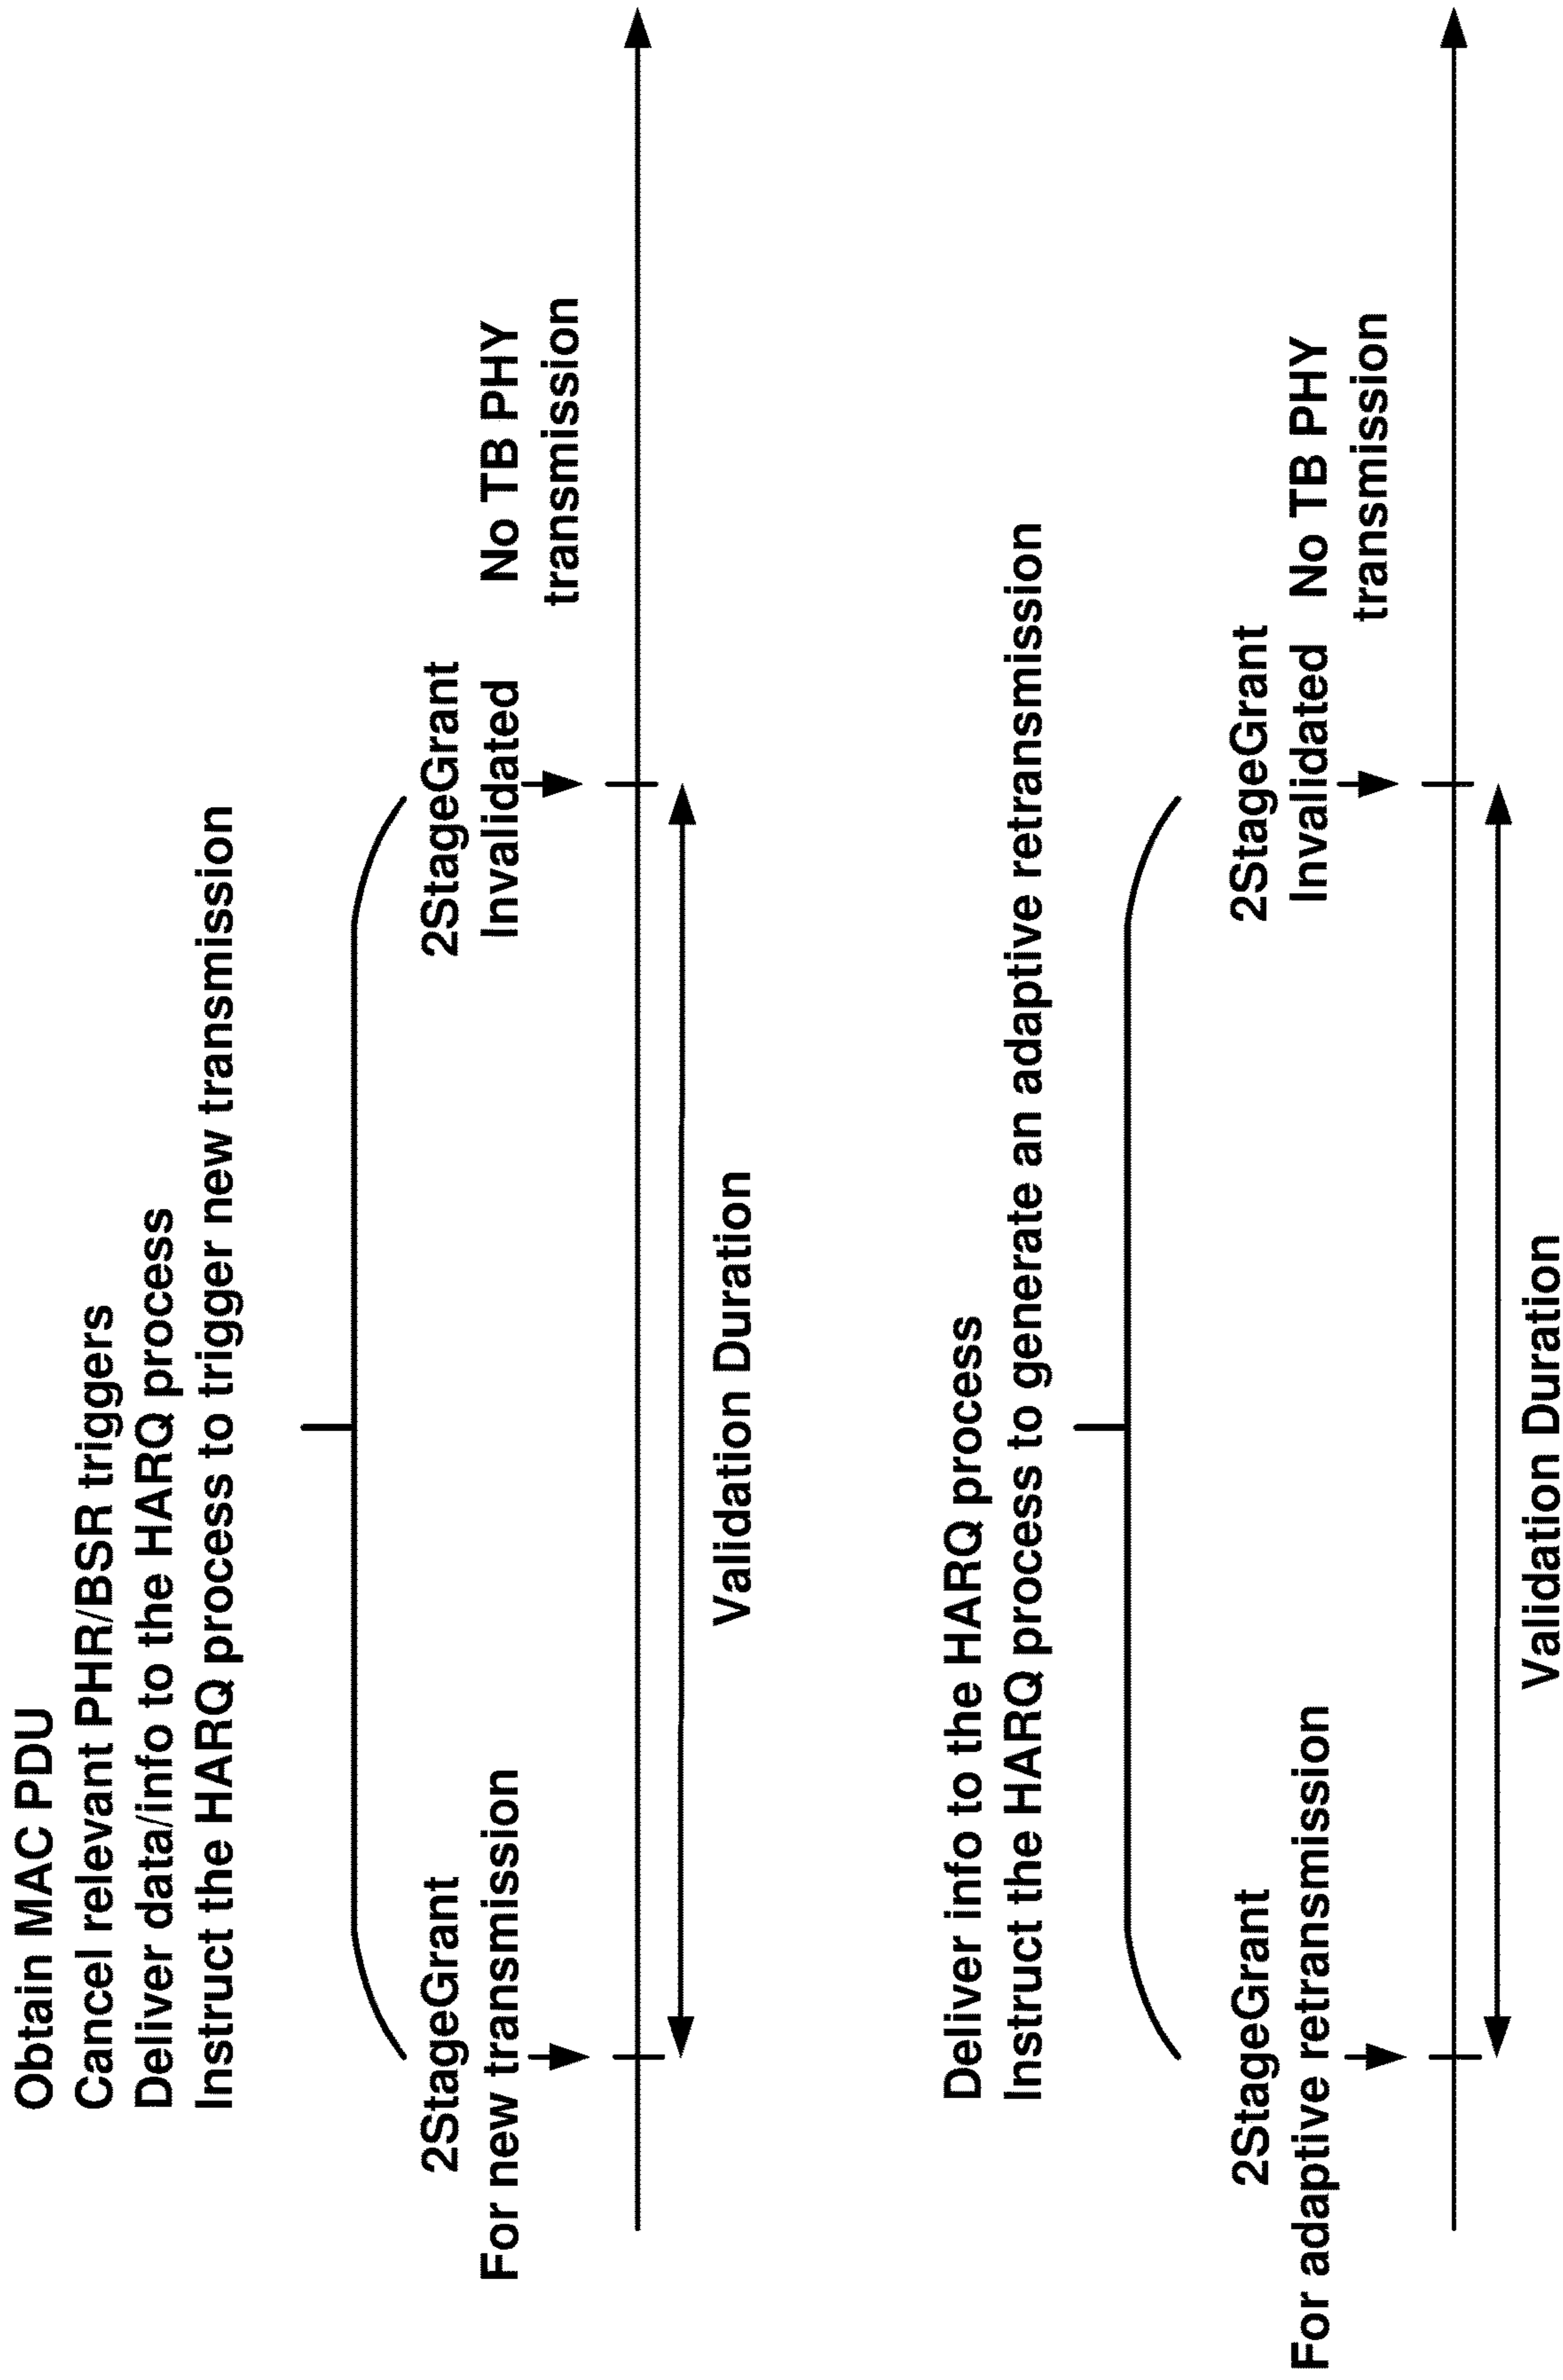 Obtain MAC PDU
Cancel relevant PHR/BSR triggers
Deliver data/info to the HARQ process
Instruct the HARQ process to trigger new transmission
2StageGrant
For new transmission
2StageGrant
Invalidated
No TB PHY
transmission
Validation Duration
Deliver info to the HARQ process
Instruct the HARQ process to generate an adaptive retransmission
2StageGrant
For adaptive retransmission
2StageGrant
Invalidated
No TB PHY
transmission
Validation Duration